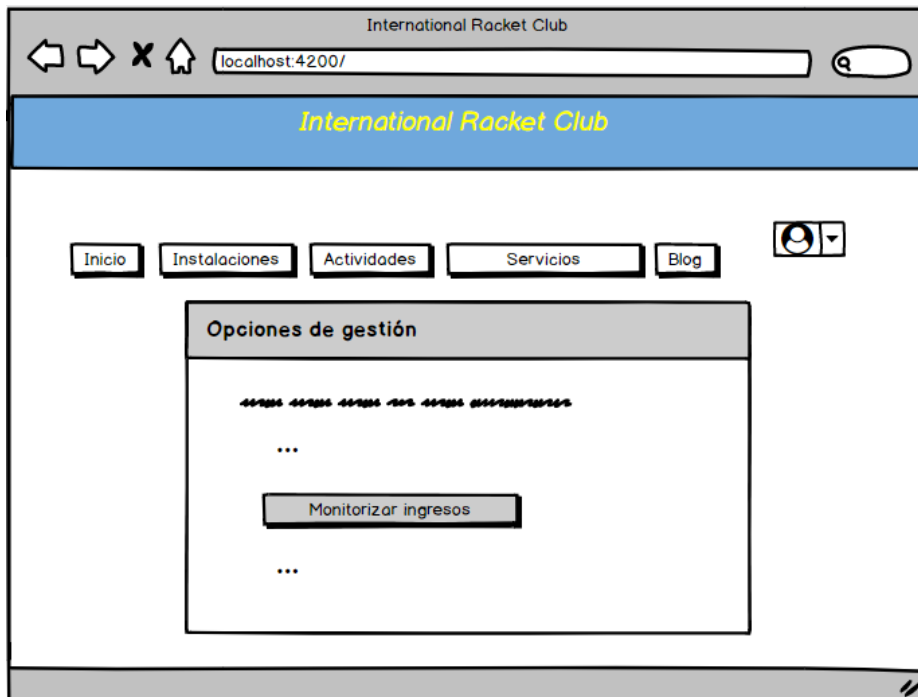 International Racket Club
localhost:4200/
International Racket Club
Inicio Instalaciones Actividades Servicios Blog
Opciones de gestión
...
Monitorizar ingresos
...